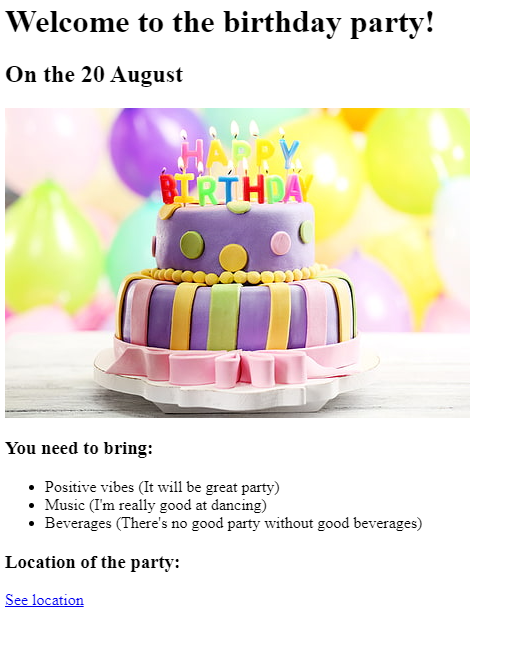 Welcome to the birthday party!
On the 20 August
HAPPY
BIRTHDAY
You need to bring:
Positive vibes (It will be great party)
Music (I'm really good at dancing)
Beverages (There's no good party without good beverages)
Location of the party:
See location